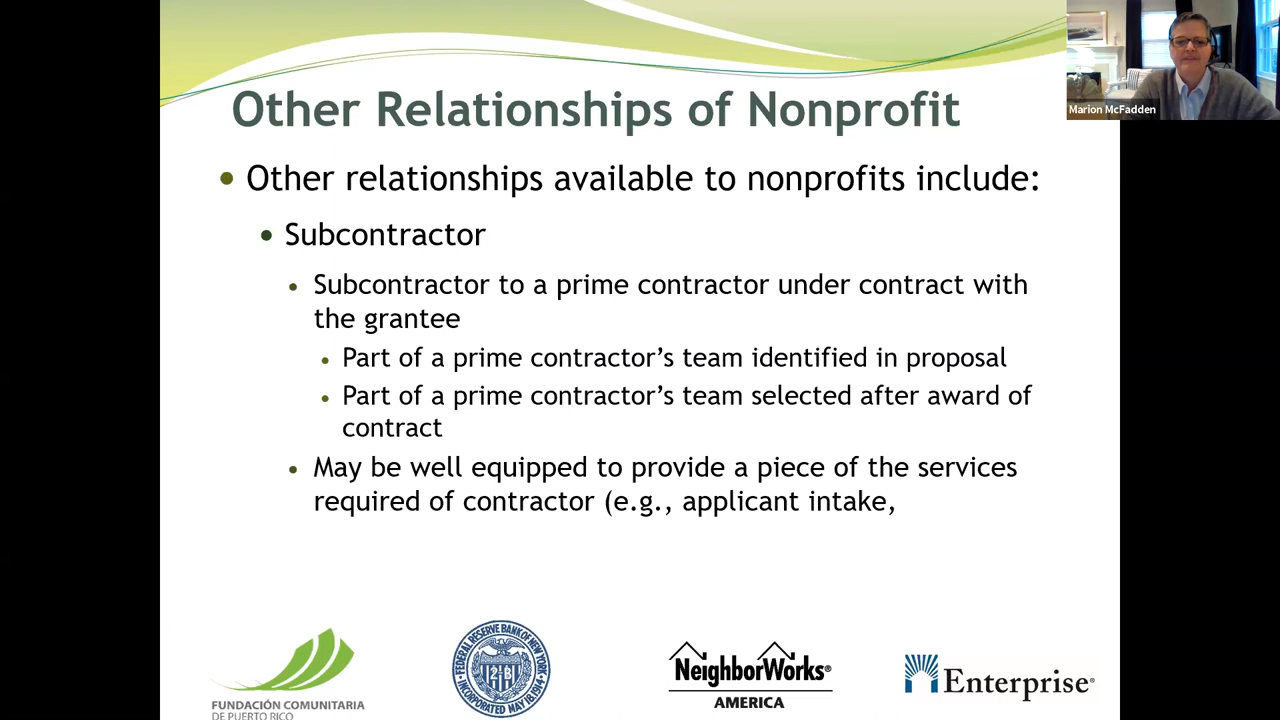 Other Relationships of Nonprofit
Marion McFadden
• Other relationships available to nonprofits include:
• Subcontractor
• Subcontractor to a prime contractor under contract with
the grantee
• Part of a prime contractor’s team identified in proposal
• Part of a prime contractor’s team selected after award of
contract
• May be well equipped to provide a piece of the services
required of contractor (e.g., applicant intake,
FUNDACIÓN COMUNITARIA
DE PUERTO RICO
FEDERAL RESERVE BANK OF NEW YORK
INCORPORATED MAY 18, 1914
NeighborWorks®
AMERICA
Enterprise®